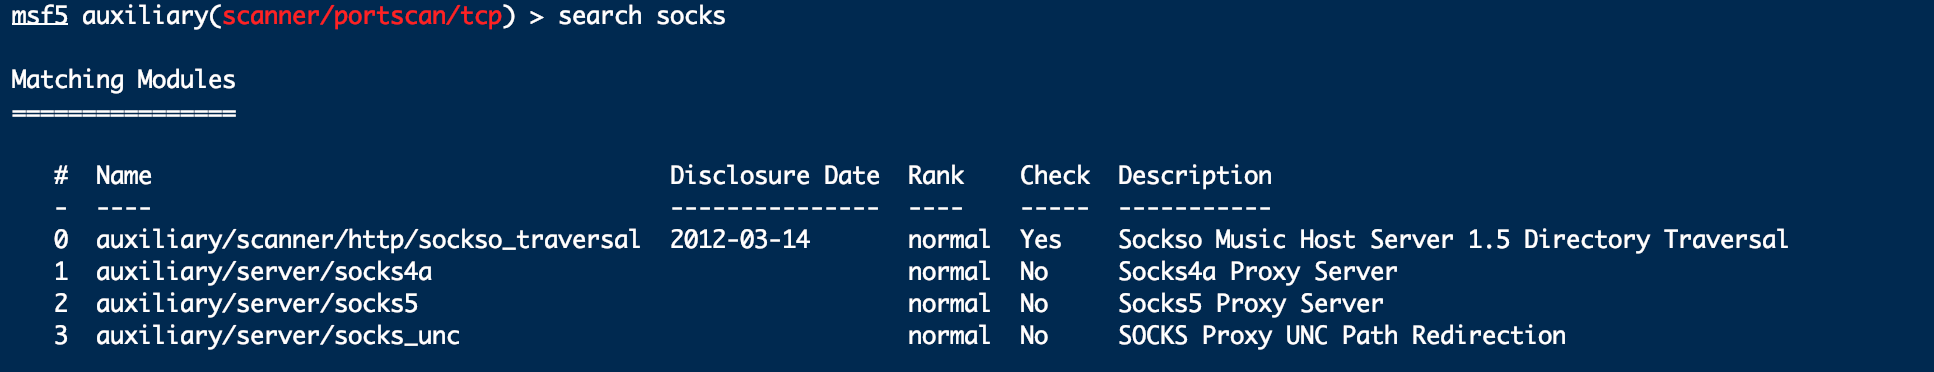 msf5 auxiliary(scanner/portscan/tcp) > search socks
Matching Modules
================
# Name Disclosure Date Rank Check Description
- ---- --------------- ---- ----- -----------
0 auxiliary/scanner/http/sockso_traversal 2012-03-14 normal Yes Sockso Music Host Server 1.5 Directory Traversal
1 auxiliary/server/socks4a normal No Socks4a Proxy Server
2 auxiliary/server/socks5 normal No Socks5 Proxy Server
3 auxiliary/server/socks_unc normal No SOCKS Proxy UNC Path Redirection